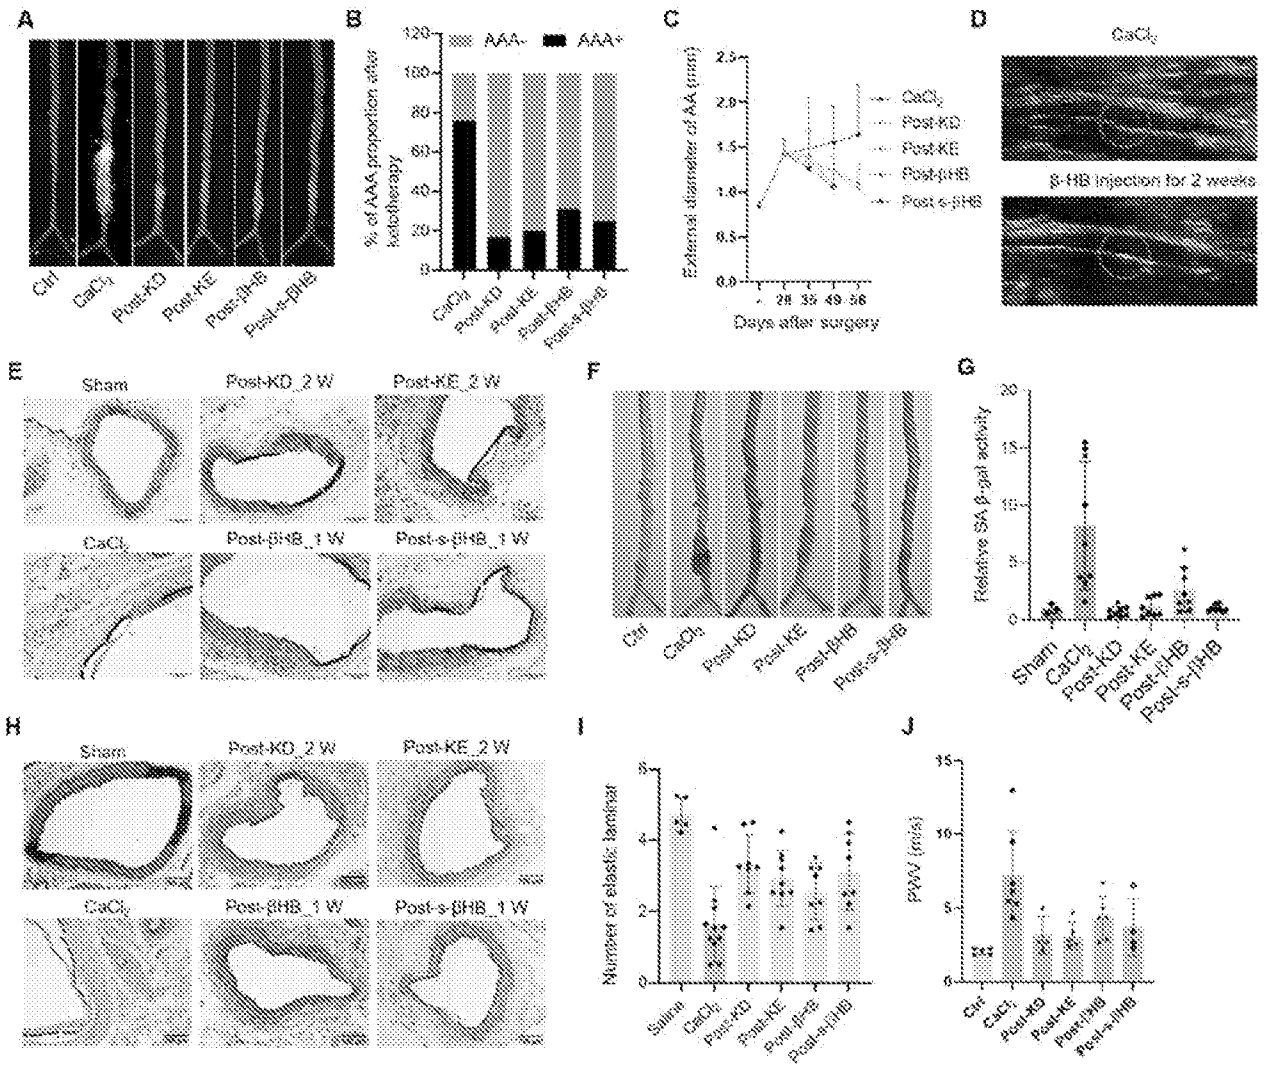 A
Ctrl
CaCl₂
Post-KD
Post-KE
Post-βHB
Post-s-βHB
B
% of AAA proportion after
ketotherapy
120
100
80
60
40
20
0
AAA-
AAA+
CaCl₂
Post-KD
Post-KE
Post-βHB
Post-s-βHB
C
External diameter of AA (mm)
2.5
2.0
1.5
1.0
0.5
0.0
- 28 35 49 56
Days after surgery
CaCl₂
Post-KD
Post-KE
Post-βHB
Post-s-βHB
D
CaCl₂
β-HB injection for 2 weeks
E
Sham
Post-KD_2 W
Post-KE_2 W
CaCl₂
Post-βHB_1 W
Post-s-βHB_1 W
F
Ctrl
CaCl₂
Post-KD
Post-KE
Post-βHB
Post-s-βHB
G
Relative SA β-gal activity
20
15
10
5
0
Sham
CaCl₂
Post-KD
Post-KE
Post-βHB
Post-s-βHB
H
Sham
Post-KD_2 W
Post-KE_2 W
CaCl₂
Post-βHB_1 W
Post-s-βHB_1 W
I
Number of elastic laminar
6
4
2
0
Saline
CaCl₂
Post-KD
Post-KE
Post-βHB
Post-s-βHB
J
PWV (m/s)
15
10
5
0
Ctrl
CaCl₂
Post-KD
Post-KE
Post-βHB
Post-s-βHB